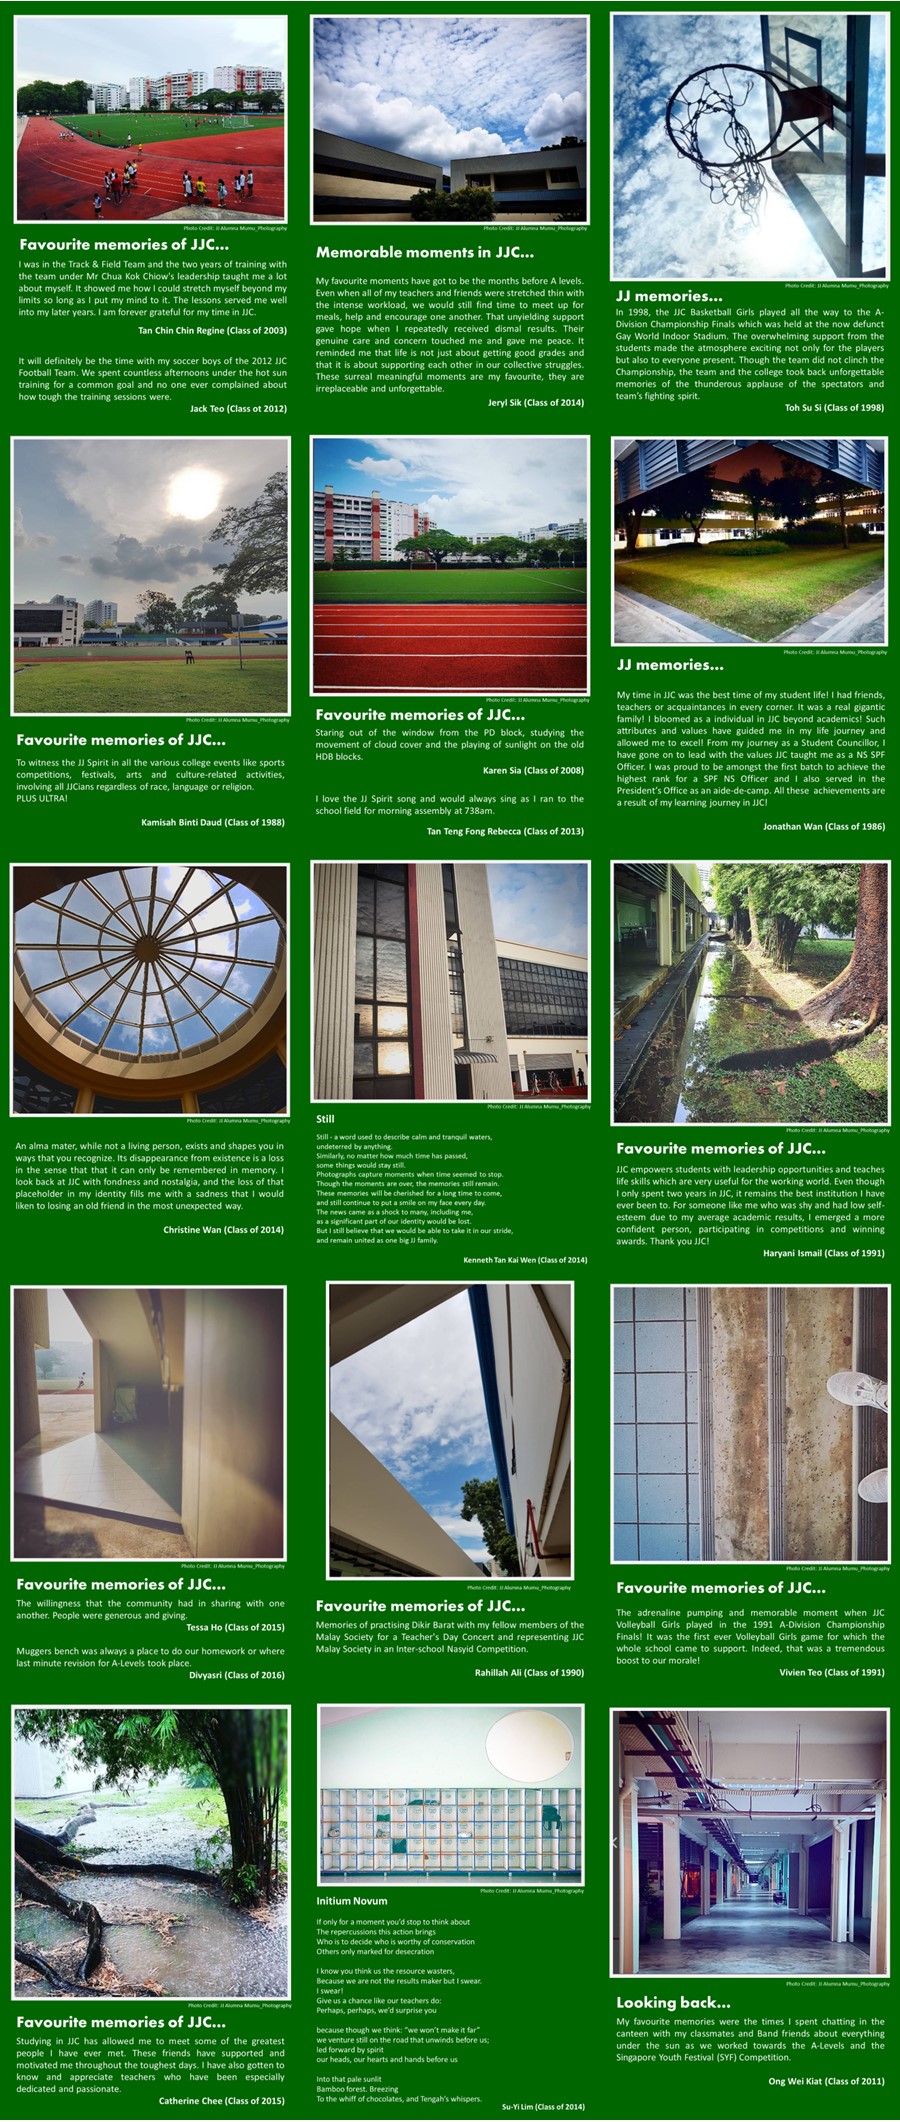 Photo Credit: JJ Alumna Mumu_Photography
Favourite memories of JJC...
I was in the Track & Field Team and the two years of training with
the team under Mr Chua Kok Chiow's leadership taught me a lot
about myself. It showed me how I could stretch myself beyond my
limits so long as I put my mind to it. The lessons served me well
into my later years. I am forever grateful for my time in JJC.
Tan Chin Chin Regine (Class of 2003)
It will definitely be the time with my soccer boys of the 2012 JJC
Football Team. We spent countless afternoons under the hot sun
training for a common goal and no one ever complained about
how tough the training sessions were.
Jack Teo (Class ot 2012)
Photo Credit: JJ Alumna Mumu_Photography
Memorable moments in JJC...
My favourite moments have got to be the months before A levels.
Even when all of my teachers and friends were stretched thin with
the intense workload, we would still find time to meet up for
meals, help and encourage one another. That unyielding support
gave hope when I repeatedly received dismal results. Their
genuine care and concern touched me and gave me peace. It
reminded me that life is not just about getting good grades and
that it is about supporting each other in our collective struggles.
These surreal meaningful moments are my favourite, they are
irreplaceable and unforgettable.
Jeryl Sik (Class of 2014)
Photo Credit: JJ Alumna Mumu_Photography
JJ memories...
In 1998, the JJC Basketball Girls played all the way to the A-
Division Championship Finals which was held at the now defunct
Gay World Indoor Stadium. The overwhelming support from the
students made the atmosphere exciting not only for the players
but also to everyone present. Though the team did not clinch the
Championship, the team and the college took back unforgettable
memories of the thunderous applause of the spectators and
team's fighting spirit.
Toh Su Si (Class of 1998)
Photo Credit: JJ Alumna Mumu_Photography
Favourite memories of JJC...
To witness the JJ Spirit in all the various college events like sports
competitions, festivals, arts and culture-related activities,
involving all JJCians regardless of race, language or religion.
PLUS ULTRA!
Kamisah Binti Daud (Class of 1988)
Photo Credit: JJ Alumna Mumu_Photography
Favourite memories of JJC...
Staring out of the window from the PD block, studying the
movement of cloud cover and the playing of sunlight on the old
HDB blocks.
Karen Sia (Class of 2008)
I love the JJ Spirit song and would always sing as I ran to the
school field for morning assembly at 738am.
Tan Teng Fong Rebecca (Class of 2013)
Photo Credit: JJ Alumna Mumu_Photography
JJ memories...
My time in JJC was the best time of my student life! I had friends,
teachers or acquaintances in every corner. It was a real gigantic
family! I bloomed as a individual in JJC beyond academics! Such
attributes and values have guided me in my life journey and
allowed me to excel! From my journey as a Student Councillor, I
have gone on to lead with the values JJC taught me as a NS SPF
Officer. I was proud to be amongst the first batch to achieve the
highest rank for a SPF NS Officer and I also served in the
President's Office as an aide-de-camp. All these achievements are
a result of my learning journey in JJC!
Jonathan Wan (Class of 1986)
Photo Credit: JJ Alumna Mumu_Photography
An alma mater, while not a living person, exists and shapes you in
ways that you recognize. Its disappearance from existence is a loss
in the sense that that it can only be remembered in memory. I
look back at JJC with fondness and nostalgia, and the loss of that
placeholder in my identity fills me with a sadness that I would
liken to losing an old friend in the most unexpected way.
Christine Wan (Class of 2014)
Photo Credit: JJ Alumna Mumu_Photography
Still
Still - a word used to describe calm and tranquil waters,
undeterred by anything.
Similarly, no matter how much time has passed,
some things would stay still.
Photographs capture moments when time seemed to stop.
Though the moments are over, the memories still remain.
These memories will be cherished for a long time to come,
and still continue to put a smile on my face every day.
The news came as a shock to many, including me,
as a significant part of our identity would be lost.
But I still believe that we would be able to take it in our stride,
and remain united as one big JJ family.
Kenneth Tan Kai Wen (Class of 2014)
Photo Credit: JJ Alumna Mumu_Photography
Favourite memories of JJC...
JJC empowers students with leadership opportunities and teaches
life skills which are very useful for the working world. Even though
I only spent two years in JJC, it remains the best institution I have
ever been to. For someone like me who was shy and had low self-
esteem due to my average academic results, I emerged a more
confident person, participating in competitions and winning
awards. Thank you JJC!
Haryani Ismail (Class of 1991)
Photo Credit: JJ Alumna Mumu_Photography
Favourite memories of JJC...
The willingness that the community had in sharing with one
another. People were generous and giving.
Tessa Ho (Class of 2015)
Muggers bench was always a place to do our homework or where
last minute revision for A-Levels took place.
Divyasri (Class of 2016)
Photo Credit: JJ Alumna Mumu_Photography
Favourite memories of JJC...
Memories of practising Dikir Barat with my fellow members of the
Malay Society for a Teacher's Day Concert and representing JJC
Malay Society in an Inter-school Nasyid Competition.
Rahillah Ali (Class of 1990)
Photo Credit: JJ Alumna Mumu_Photography
Favourite memories of JJC...
The adrenaline pumping and memorable moment when JJC
Volleyball Girls played in the 1991 A-Division Championship
Finals! It was the first ever Volleyball Girls game for which the
whole school came to support. Indeed, that was a tremendous
boost to our morale!
Vivien Teo (Class of 1991)
Photo Credit: JJ Alumna Mumu_Photography
Favourite memories of JJC...
Studying in JJC has allowed me to meet some of the greatest
people I have ever met. These friends have supported and
motivated me throughout the toughest days. I have also gotten to
know and appreciate teachers who have been especially
dedicated and passionate.
Catherine Chee (Class of 2015)
Photo Credit: JJ Alumna Mumu_Photography
Initium Novum
If only for a moment you'd stop to think about
The repercussions this action brings
Who is to decide who is worthy of conservation
Others only marked for desecration
I know you think us the resource wasters,
Because we are not the results maker but I swear.
I swear!
Give us a chance like our teachers do:
Perhaps, perhaps, we'd surprise you
because though we think: "we won't make it far"
we venture still on the road that unwinds before us;
led forward by spirit
our heads, our hearts and hands before us
Into that pale sunlit
Bamboo forest. Breezing
To the whiff of chocolates, and Tengah's whispers.
Su-Yi Lim (Class of 2014)
Photo Credit: JJ Alumna Mumu_Photography
Looking back...
My favourite memories were the times I spent chatting in the
canteen with my classmates and Band friends about everything
under the sun as we worked towards the A-Levels and the
Singapore Youth Festival (SYF) Competition.
Ong Wei Kiat (Class of 2011)